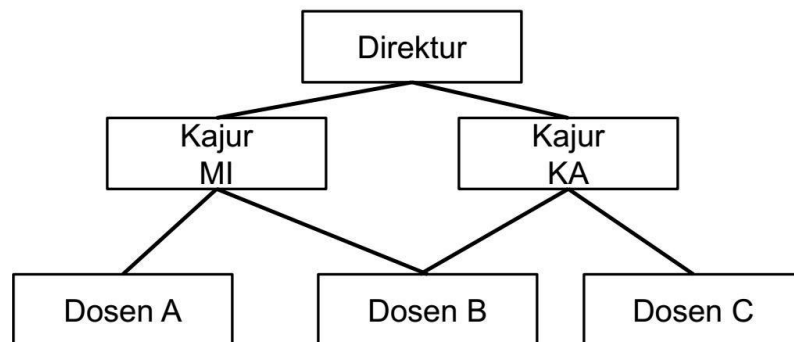 Direktur
Kajur
MI
Kajur
KA
Dosen A
Dosen B
Dosen C